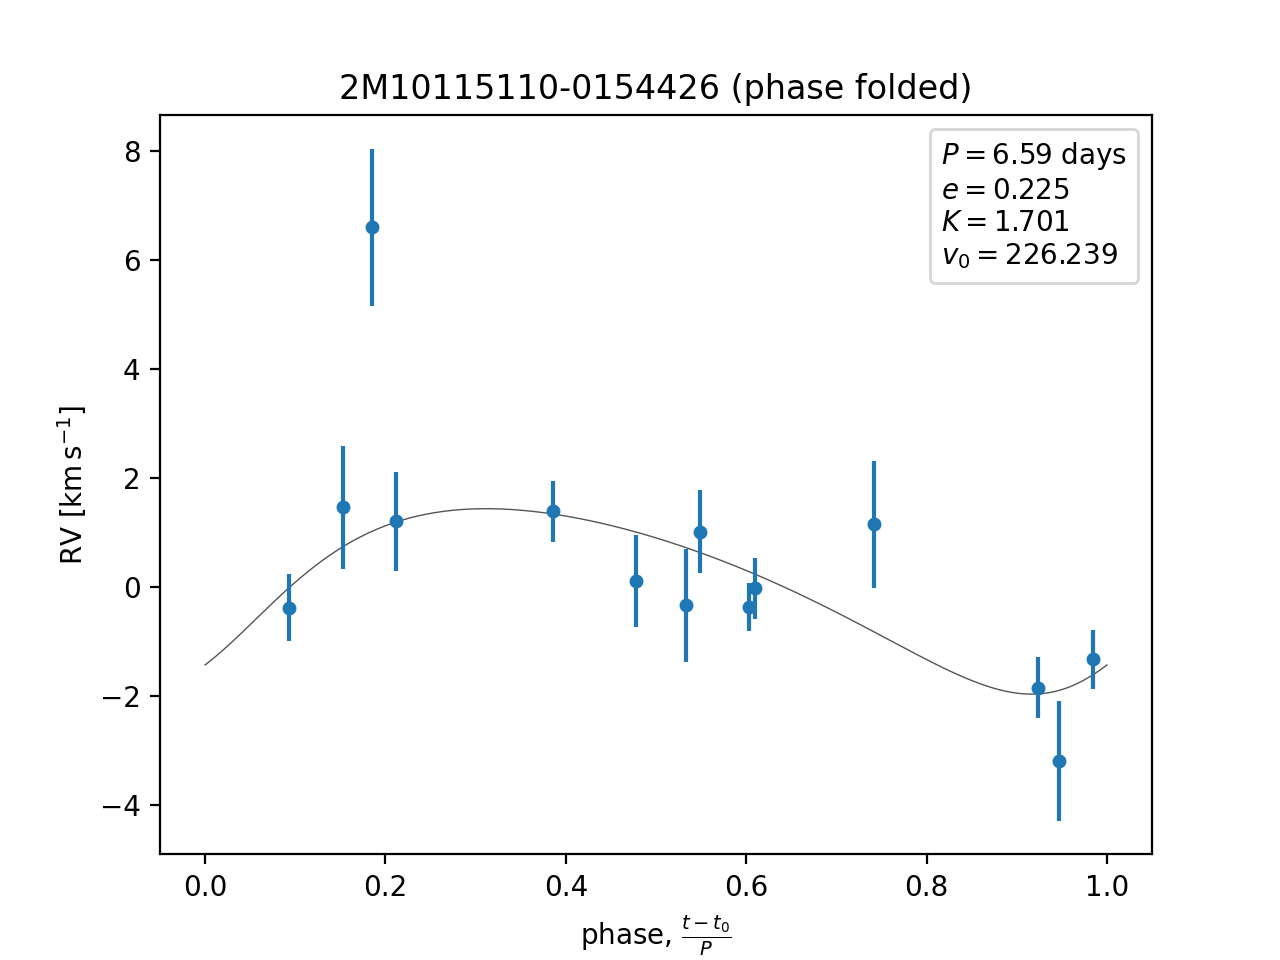 2M10115110-0154426 (phase folded)
P = 6.59 days
e = 0.225
K = 1.701
v₀ = 226.239
8
6
4
2
0
−2
−4
RV [km s⁻¹]
0.0 0.2 0.4 0.6 0.8 1.0
phase, (t − t₀)/P